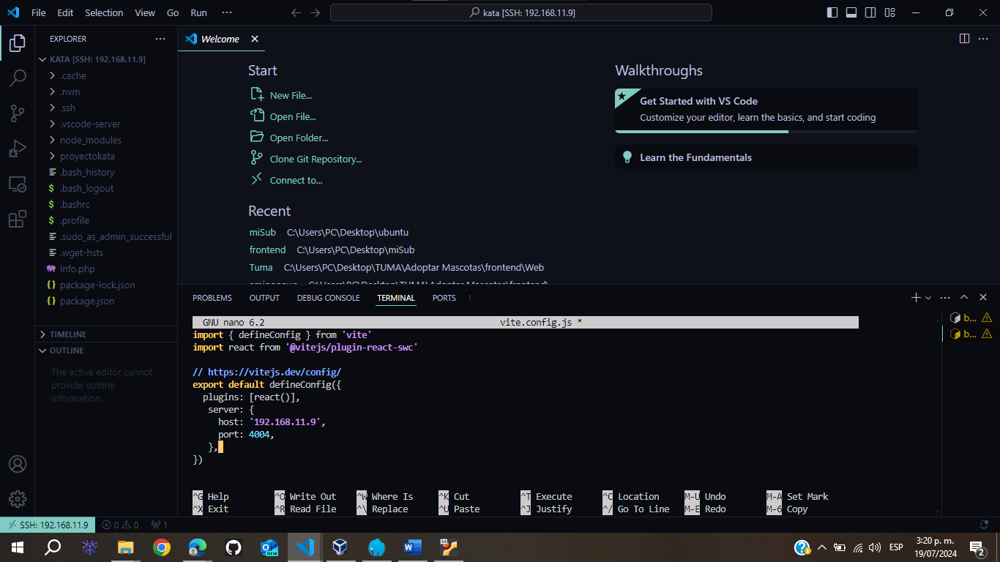 File Edit Selection View Go Run ···
kata [SSH: 192.168.11.9]
EXPLORER
KATA [SSH: 192.168.11.9]
.cache
.nvm
.ssh
.vscode-server
node_modules
proyectokata
.bash_history
$ .bash_logout
$ .bashrc
$ .profile
.sudo_as_admin_successful
.wget-hsts
info.php
{} package-lock.json
{} package.json
TIMELINE
OUTLINE
The active editor cannot
provide outline
information.
Welcome
Start
New File...
Open File...
Open Folder...
Clone Git Repository...
Connect to...
Recent
miSub C:\Users\PC\Desktop\ubuntu
frontend C:\Users\PC\Desktop\miSub
Tuma C:\Users\PC\Desktop\TUMA\Adoptar Mascotas\frontend\Web
Walkthroughs
Get Started with VS Code
Customize your editor, learn the basics, and start coding
Learn the Fundamentals
PROBLEMS OUTPUT DEBUG CONSOLE TERMINAL PORTS 1
GNU nano 6.2 vite.config.js *
import { defineConfig } from 'vite'
import react from '@vitejs/plugin-react-swc'
// https://vitejs.dev/config/
export default defineConfig({
plugins: [react()],
server: {
host: '192.168.11.9',
port: 4004,
},
})
^G Help ^O Write Out ^W Where Is ^K Cut ^T Execute ^C Location M-U Undo M-A Set Mark
^X Exit ^R Read File ^\ Replace ^U Paste ^J Justify ^/ Go To Line M-E Redo M-6 Copy
b...
b...
SSH: 192.168.11.9 0 0 1
NEW
64
ESP
3:20 p. m.
19/07/2024
2